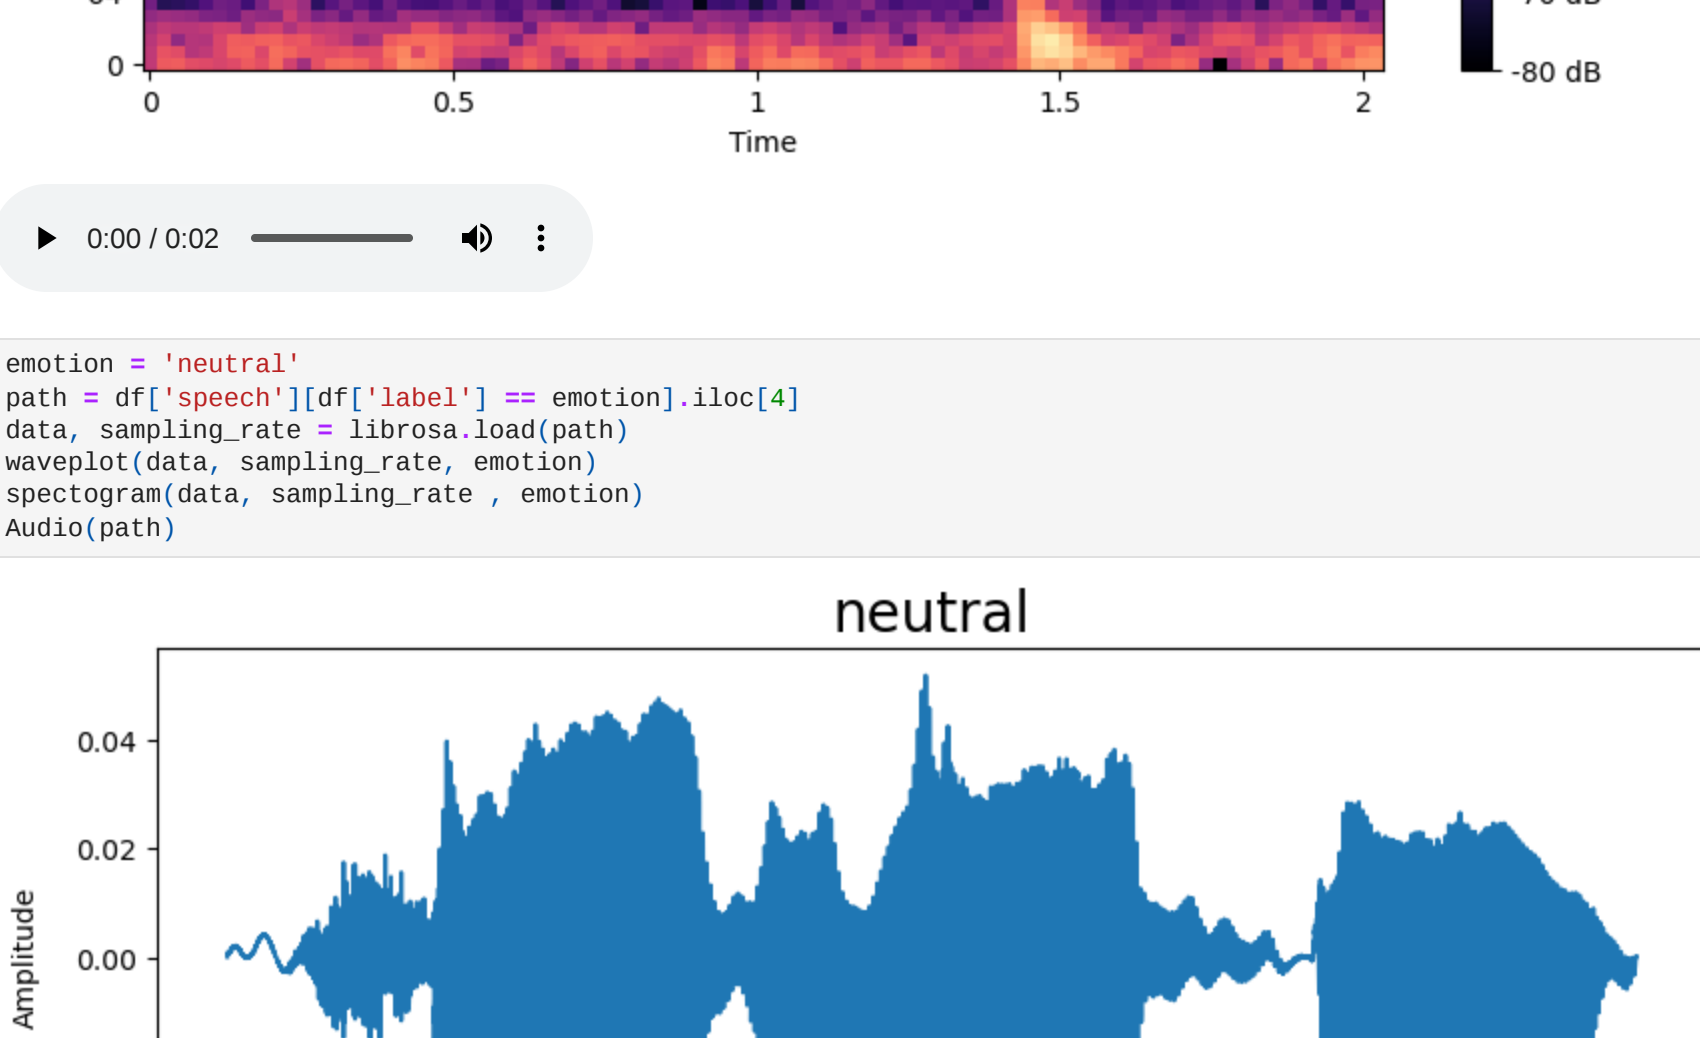 0
-80 dB
0 0.5 1 1.5 2
Time
0:00 / 0:02
emotion = 'neutral'
path = df['speech'][df['label'] == emotion].iloc[4]
data, sampling_rate = librosa.load(path)
waveplot(data, sampling_rate, emotion)
spectogram(data, sampling_rate , emotion)
Audio(path)
neutral
0.04
0.02
0.00
Amplitude